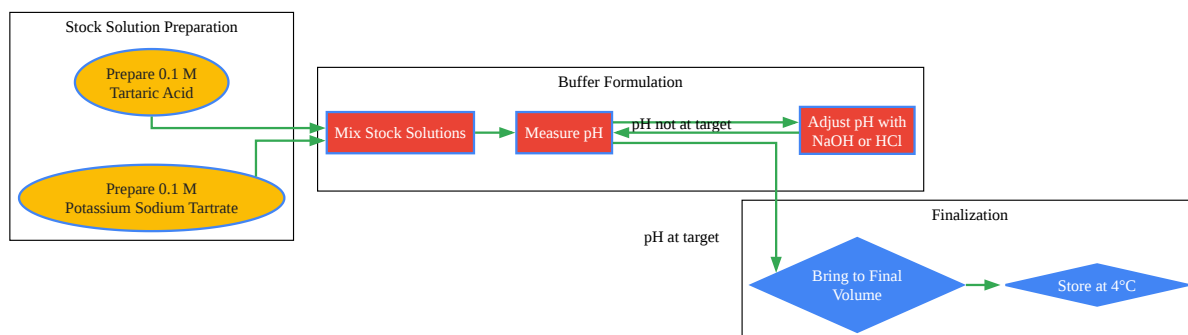 Stock Solution Preparation
Prepare 0.1 M
Tartaric Acid
Prepare 0.1 M
Potassium Sodium Tartrate
Buffer Formulation
Mix Stock Solutions
Measure pH
pH not at target
Adjust pH with
NaOH or HCl
pH at target
Finalization
Bring to Final
Volume
Store at 4°C